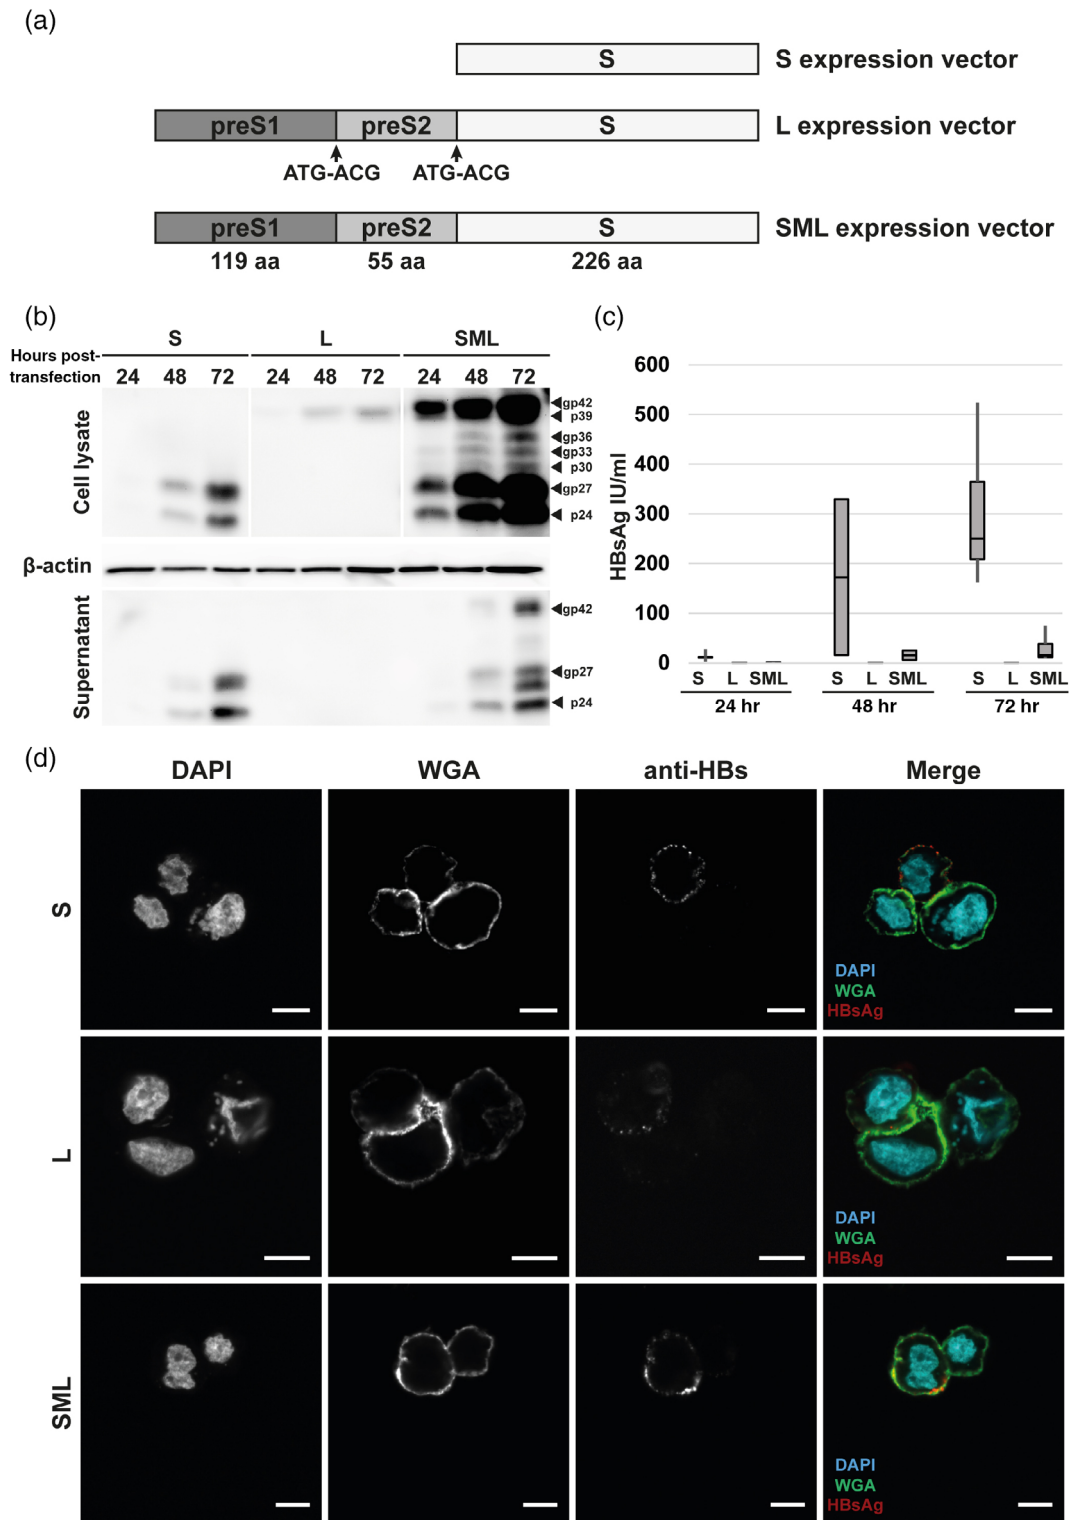 (a)
S
S expression vector
preS1 preS2 S
L expression vector
ATG-ACG ATG-ACG
preS1 preS2 S
SML expression vector
119 aa 55 aa 226 aa
(b)
S L SML
Hours post-
transfection
24 48 72 24 48 72 24 48 72
Cell lysate
gp42
p39
gp36
gp33
p30
gp27
p24
β-actin
Supernatant
gp42
gp27
p24
(c)
HBsAg IU/ml
600
500
400
300
200
100
0
S L SML S L SML S L SML
24 hr 48 hr 72 hr
(d)
DAPI WGA anti-HBs Merge
S
DAPI
WGA
HBsAg
L
DAPI
WGA
HBsAg
SML
DAPI
WGA
HBsAg